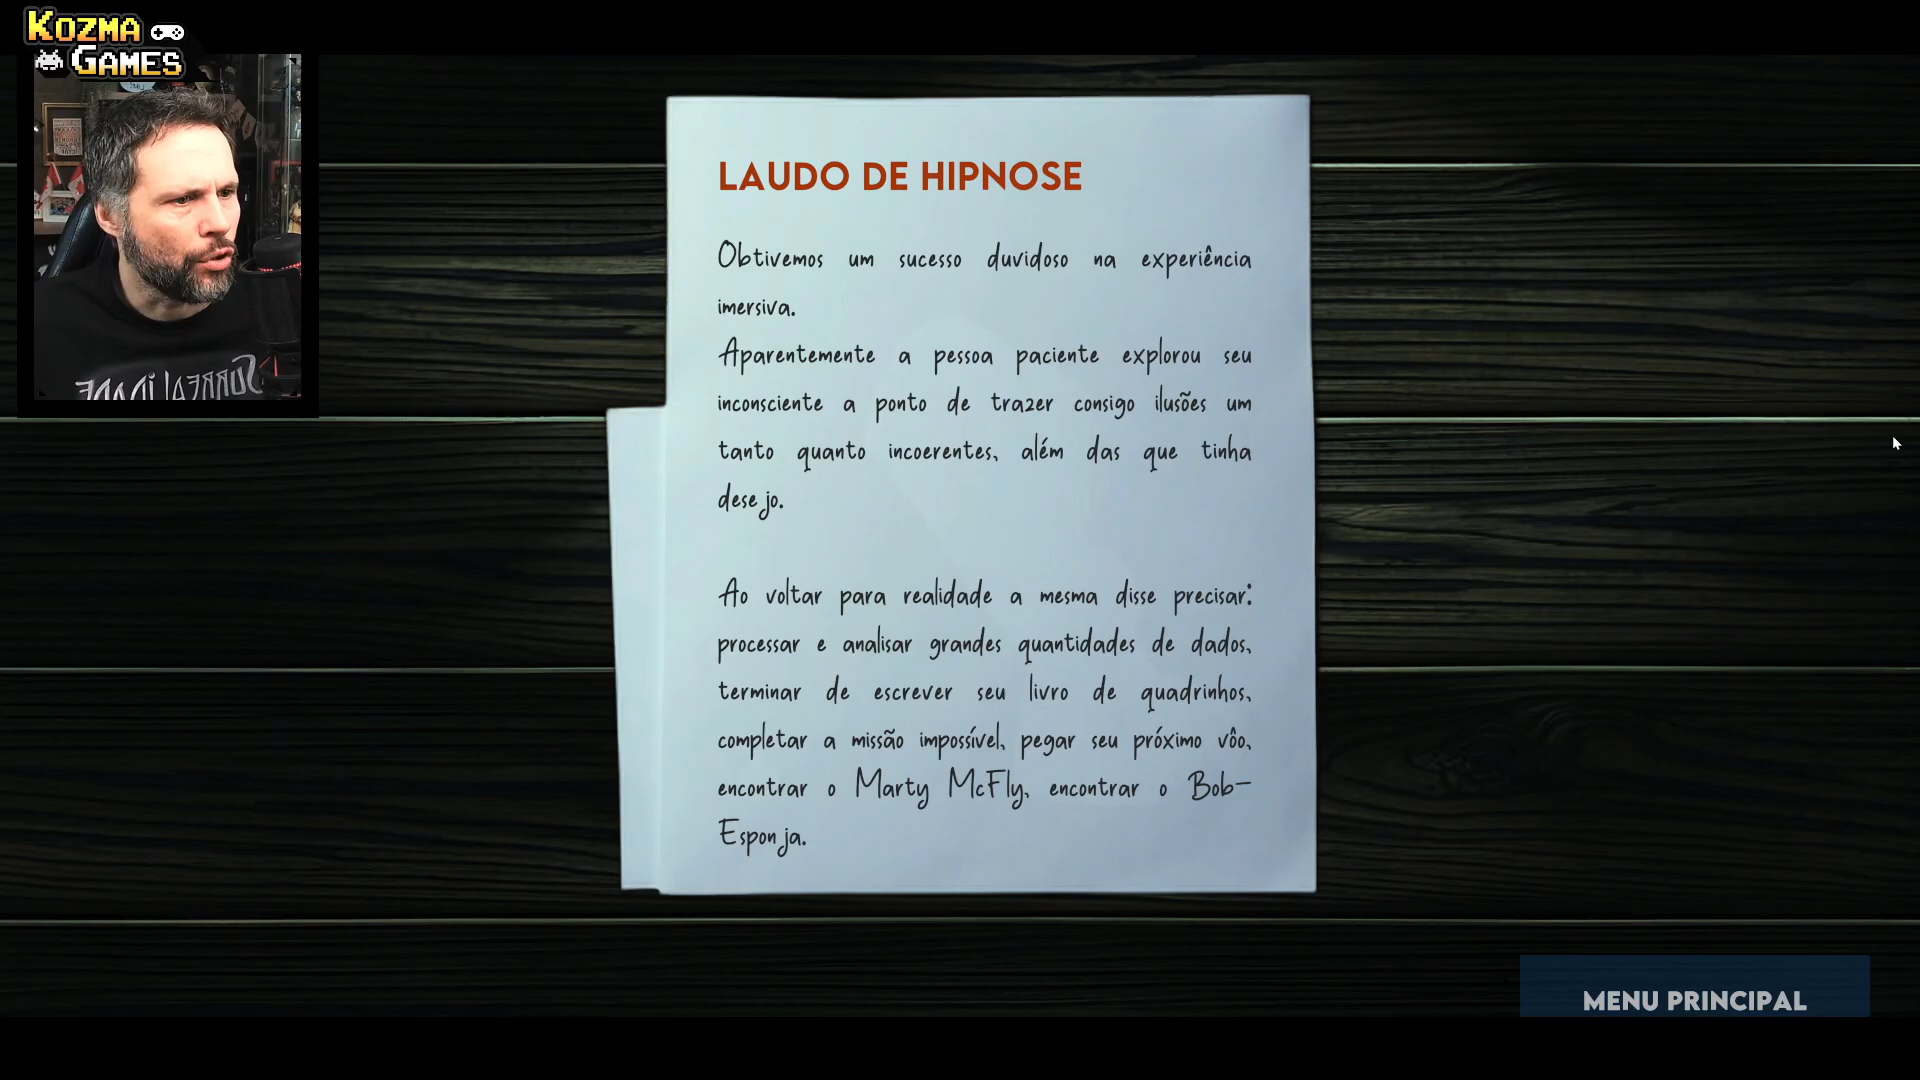 KOZMA
GAMES
SURREALIDADE
LAUDO DE HIPNOSE
Obtivemos um sucesso duvidoso na experiência
imersiva.
Aparentemente a pessoa paciente explorou seu
inconsciente a ponto de trazer consigo ilusões um
tanto quanto incoerentes, além das que tinha
desejo.
Ao voltar para realidade a mesma disse precisar:
processar e analisar grandes quantidades de dados,
terminar de escrever seu livro de quadrinhos,
completar a missão impossível, pegar seu próximo vôo,
encontrar o Marty McFly, encontrar o Bob-
Esponja.
MENU PRINCIPAL